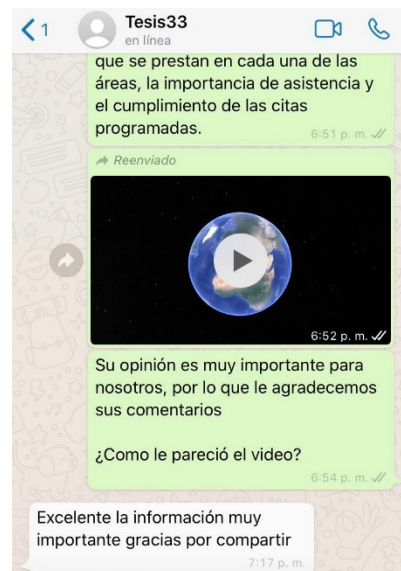 1
Tesis33
en línea
que se prestan en cada una de las
áreas, la importancia de asistencia y
el cumplimiento de las citas
programadas.
6:51 p. m.
Reenviado
6:52 p. m.
Su opinión es muy importante para
nosotros, por lo que le agradecemos
sus comentarios
¿Como le pareció el video?
6:54 p. m.
Excelente la información muy
importante gracias por compartir
7:17 p. m.